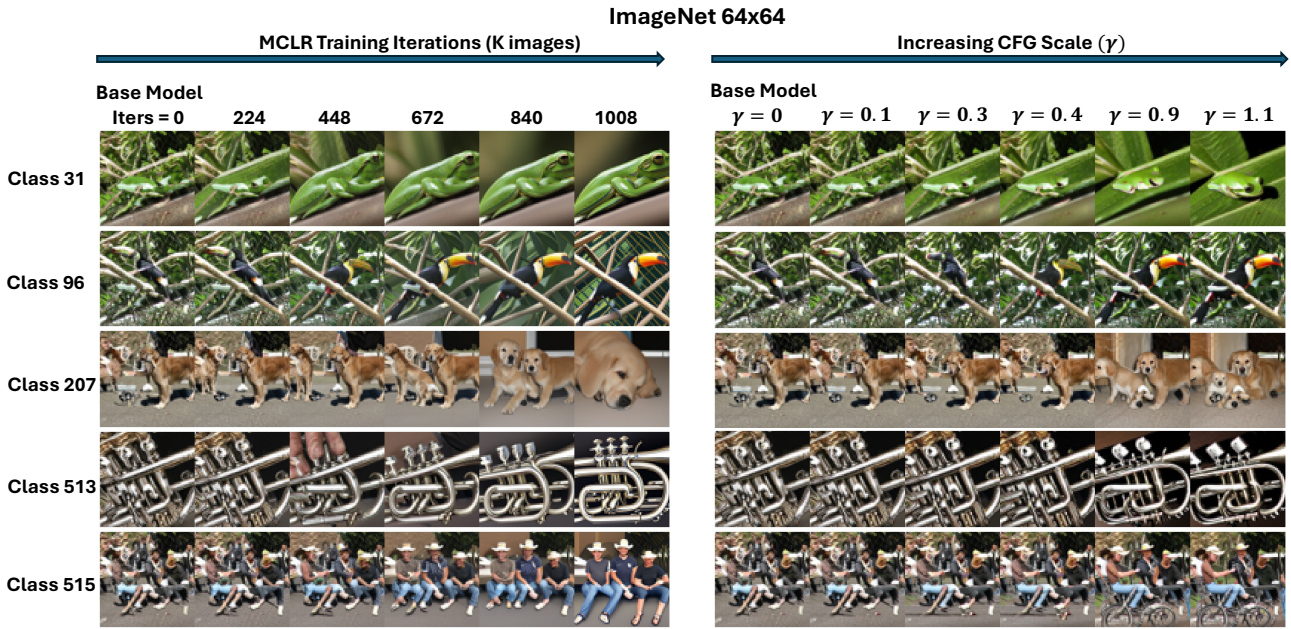 ImageNet 64x64
MCLR Training Iterations (K images)
Increasing CFG Scale (γ)
Base Model
Iters = 0 224 448 672 840 1008
Base Model
γ = 0 γ = 0.1 γ = 0.3 γ = 0.4 γ = 0.9 γ = 1.1
Class 31
Class 96
Class 207
Class 513
Class 515